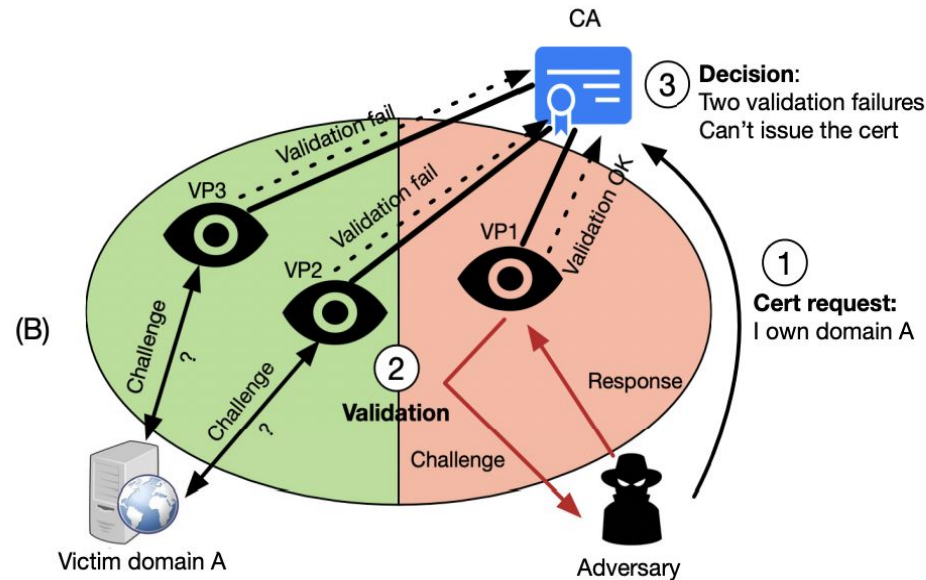 CA
3
Decision:
Two validation failures
Can't issue the cert
Validation fail
VP3
Validation fail
VP2
VP1
Validation OK
1
Cert request:
I own domain A
(B)
Challenge
?
Challenge
?
2
Validation
Response
Challenge
Victim domain A
Adversary